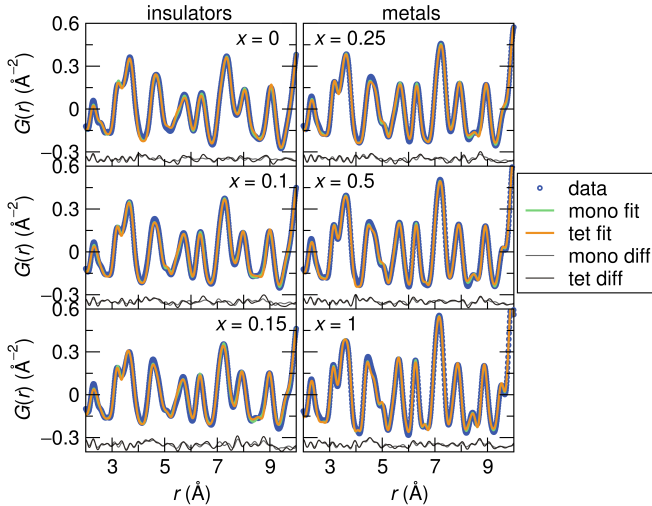 insulators
metals
0.6
0.3
0
−0.3
G(r) (Å⁻²)
x = 0
x = 0.25
0.6
0.3
0
−0.3
G(r) (Å⁻²)
x = 0.1
x = 0.5
data
mono fit
tet fit
mono diff
tet diff
0.6
0.3
0
−0.3
G(r) (Å⁻²)
x = 0.15
x = 1
3 5 7 9 3 5 7 9
r (Å) r (Å)